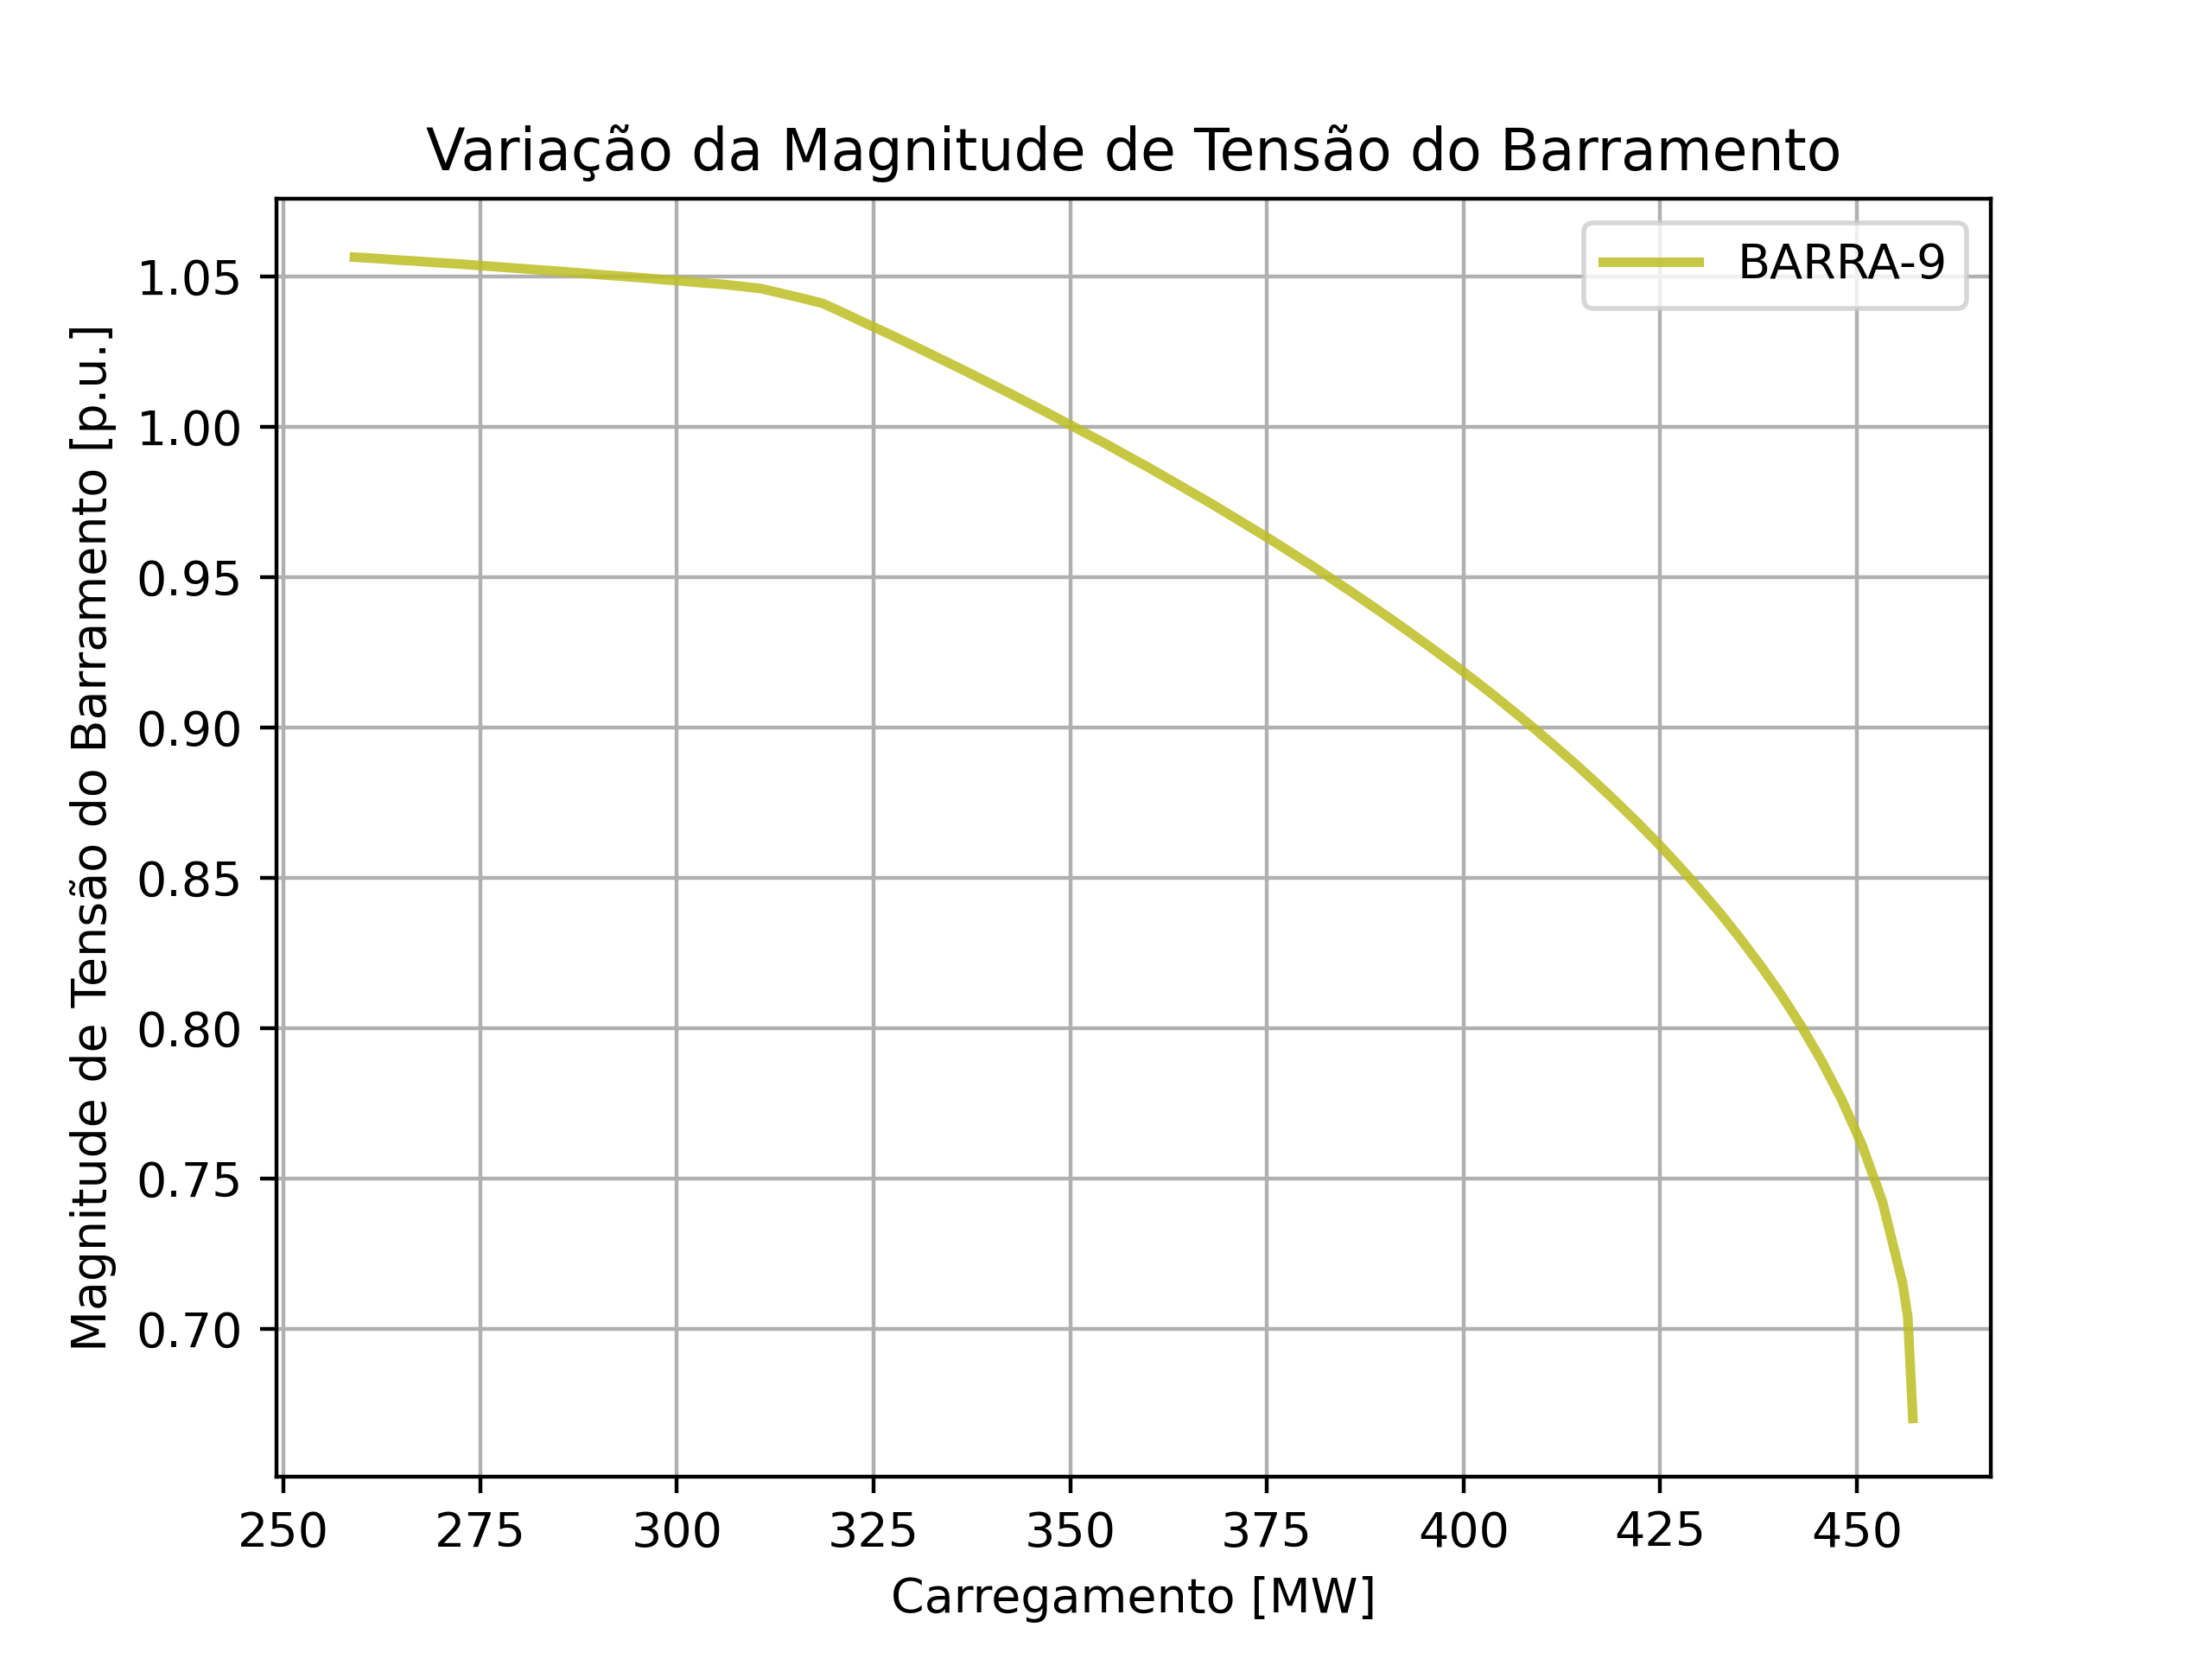 Variação da Magnitude de Tensão do Barramento
BARRA-9
Magnitude de Tensão do Barramento [p.u.]
1.05
1.00
0.95
0.90
0.85
0.80
0.75
0.70
250 275 300 325 350 375 400 425 450
Carregamento [MW]